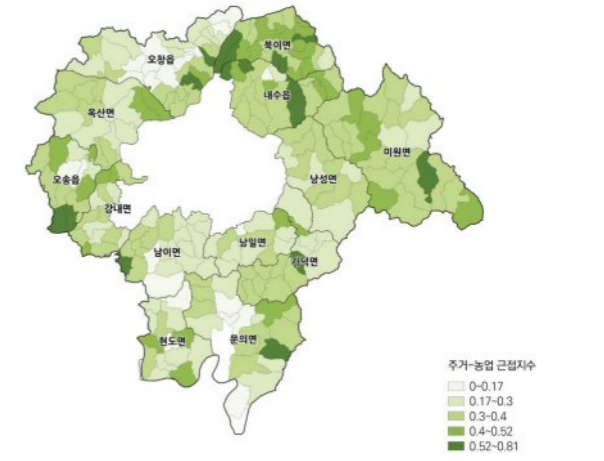 오창읍
북이면
내수읍
옥산면
미원면
오송읍
낭성면
강내면
남이면
남일면
가덕면
현도면
문의면
주거-농업 근접지수
0~0.17
0.17~0.3
0.3~0.4
0.4~0.52
0.52~0.81